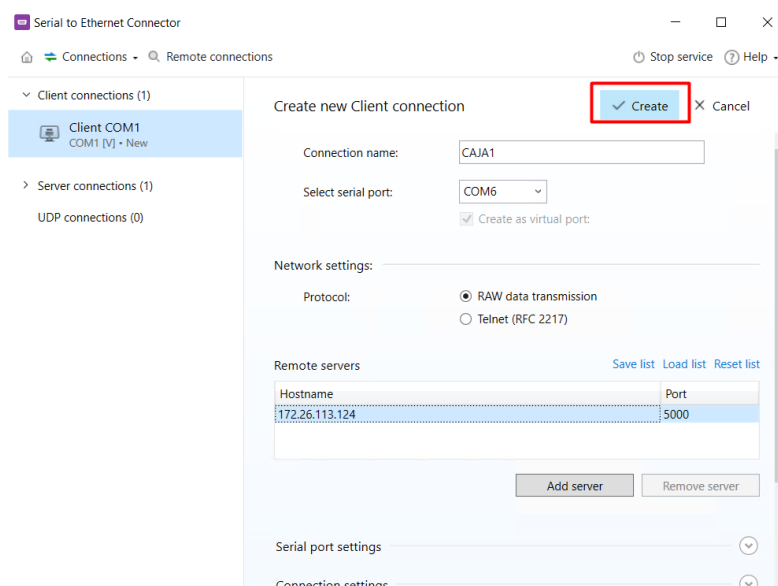 Serial to Ethernet Connector
Connections Remote connections Stop service Help
Client connections (1)
Client COM1
COM1 [V] • New
Server connections (1)
UDP connections (0)
Create new Client connection
Create Cancel
Connection name: CAJA1
Select serial port: COM6
Create as virtual port:
Network settings:
Protocol: RAW data transmission
Telnet (RFC 2217)
Remote servers Save list Load list Reset list
Hostname Port
172.26.113.124 5000
Add server Remove server
Serial port settings
Connection settings